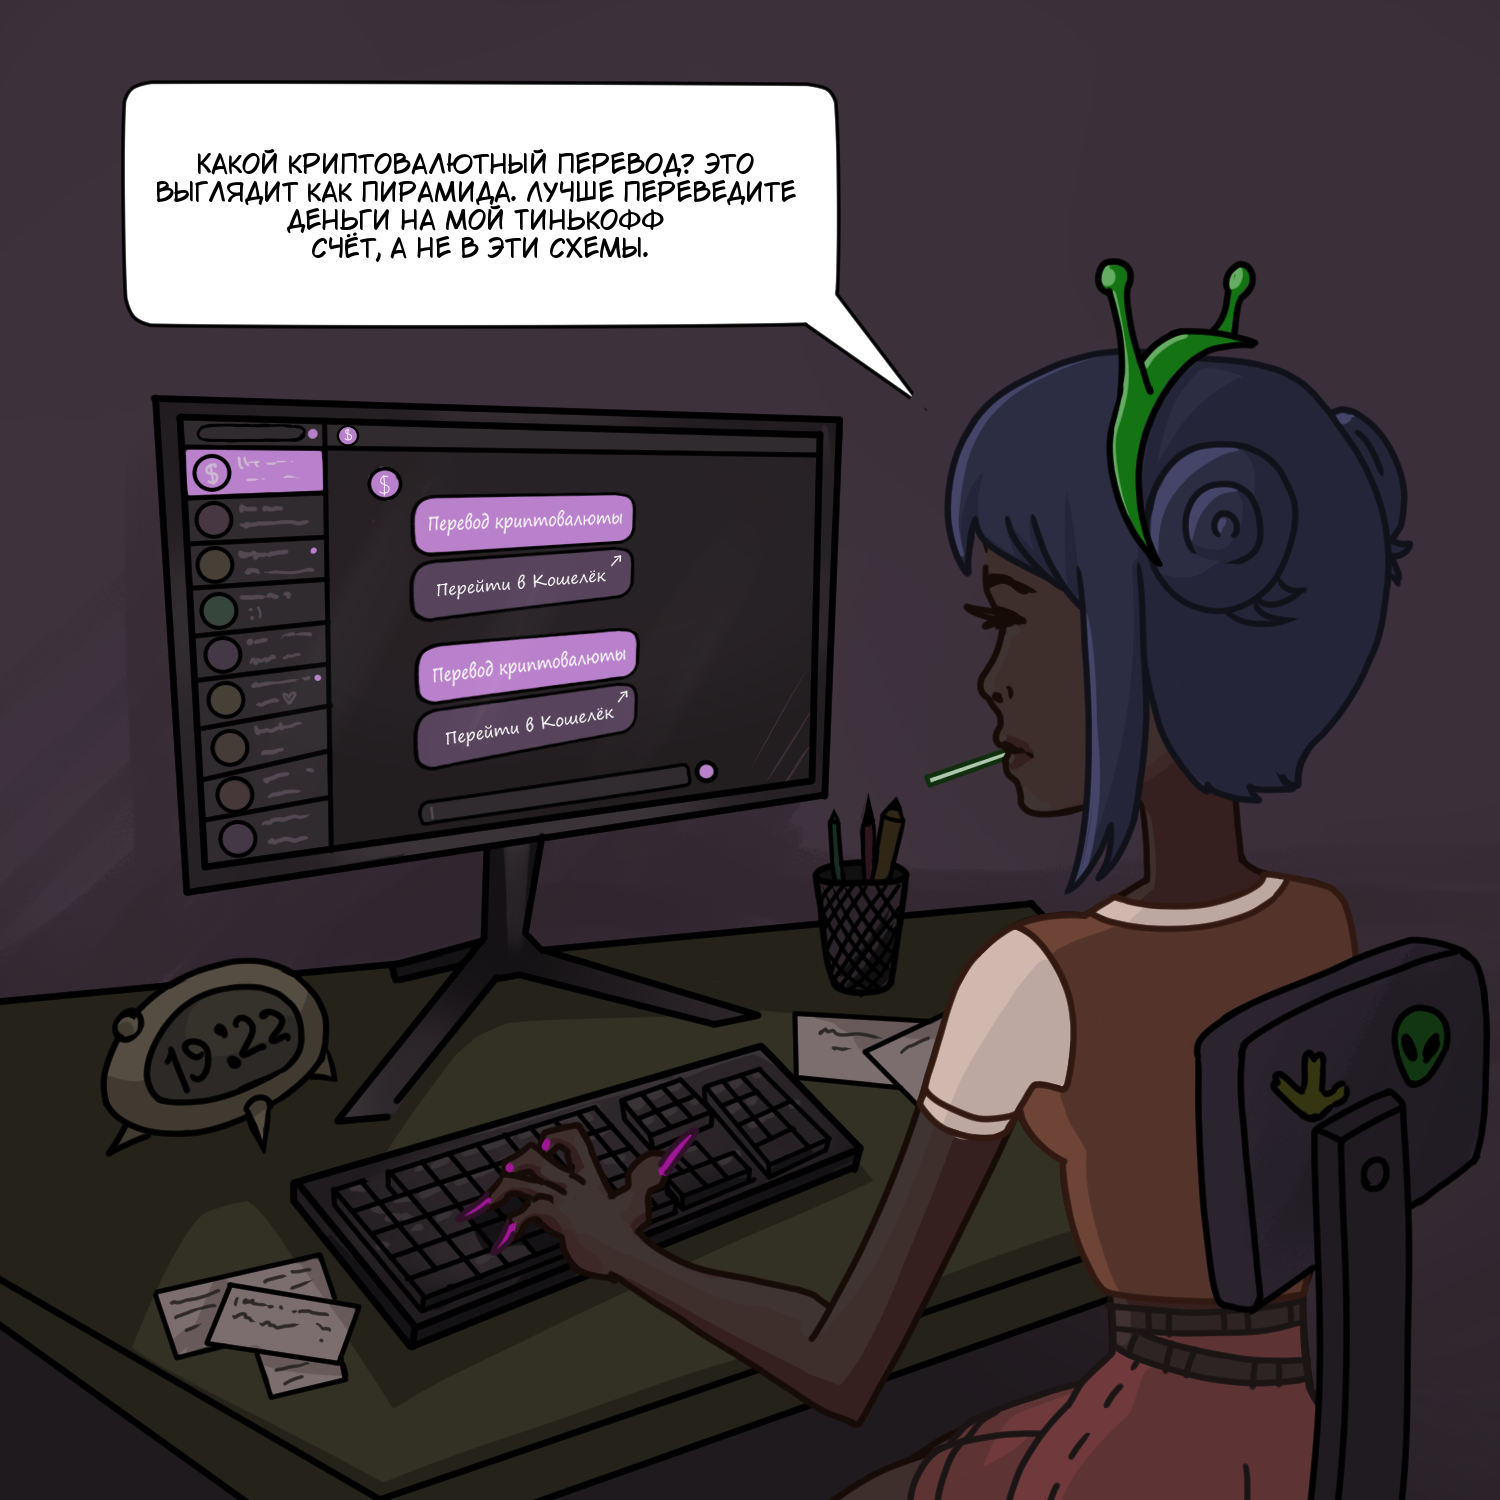 КАКОЙ КРИПТОВАЛЮТНЫЙ ПЕРЕВОД? ЭТО
ВЫГЛЯДИТ КАК ПИРАМИДА. ЛУЧШЕ ПЕРЕВЕДИТЕ
ДЕНЬГИ НА МОЙ ТИНЬКОФФ
СЧЁТ, А НЕ В ЭТИ СХЕМЫ.
$
$
$
Перевод криптовалюты
Перейти в Кошелёк
:)
Перевод криптовалюты
Перейти в Кошелёк
19:22